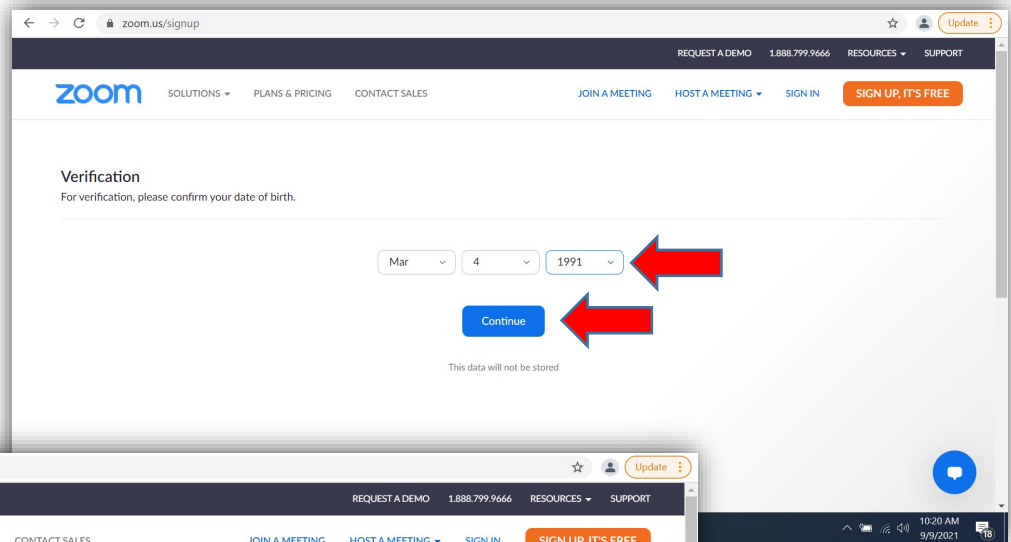 zoom.us/signup
Update
REQUEST A DEMO 1.888.799.9666 RESOURCES SUPPORT
zoom SOLUTIONS PLANS & PRICING CONTACT SALES JOIN A MEETING HOST A MEETING SIGN IN SIGN UP, IT'S FREE
Verification
For verification, please confirm your date of birth.
Mar 4 1991
Continue
This data will not be stored
Update
REQUEST A DEMO 1.888.799.9666 RESOURCES SUPPORT
CONTACT SALES JOIN A MEETING HOST A MEETING SIGN IN SIGN UP, IT'S FREE
10:20 AM
9/9/2021
18